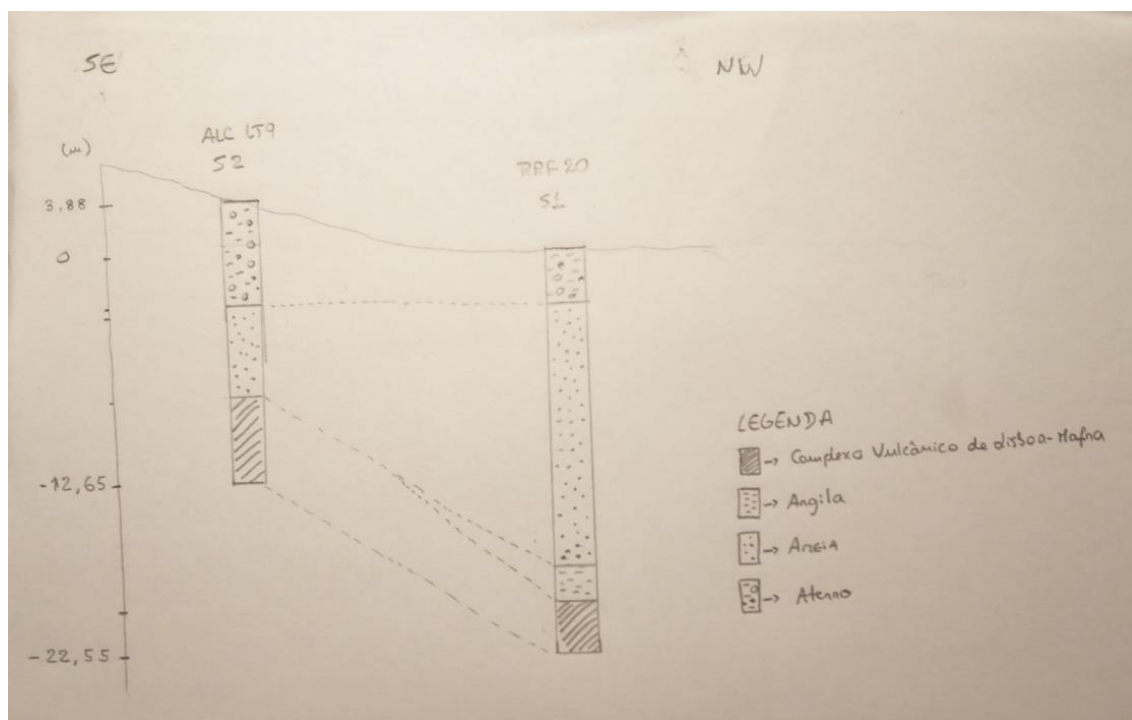 SE
NW
ALC LT9
S2
(m)
RRF 20
S1
3,88
0
-12,65
-22,55
LEGENDA
→ Complexo Vulcânico de Lisboa-Mafra
→ Argila
→ Areia
→ Aterro